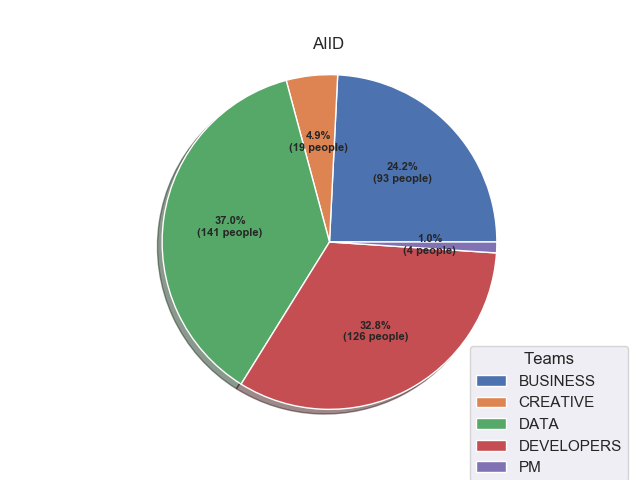 AIID
4.9%
(19 people)
24.2%
(93 people)
37.0%
(141 people)
1.0%
(4 people)
32.8%
(126 people)
Teams
BUSINESS
CREATIVE
DATA
DEVELOPERS
PM